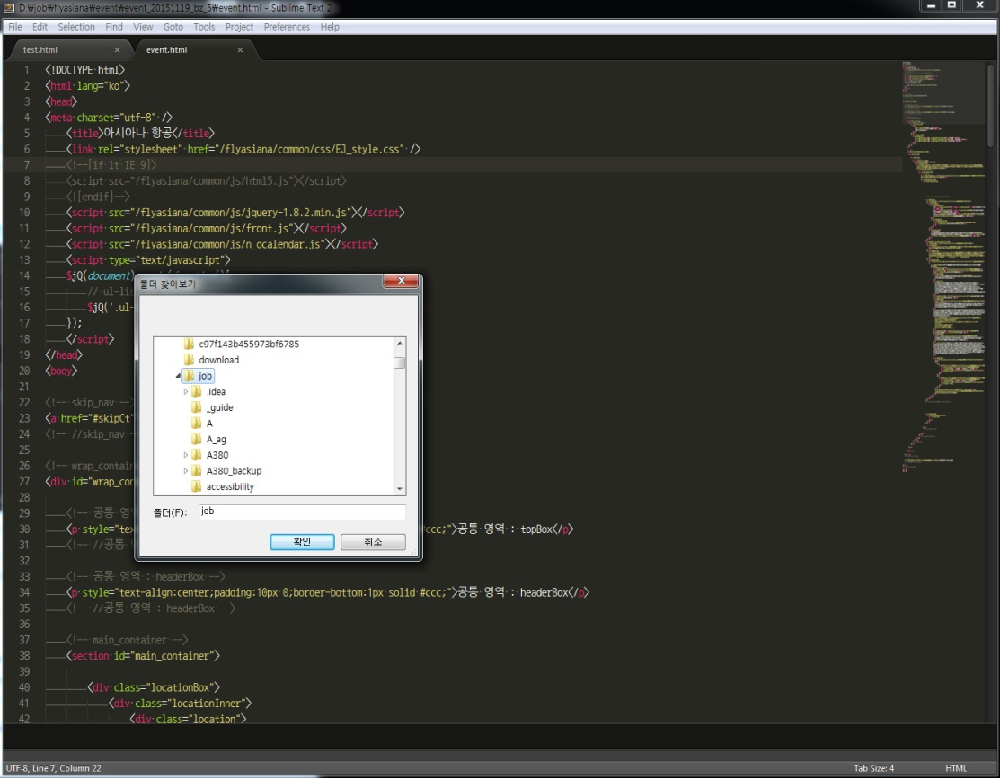 D:\job\flyasiana\event\event_20151119_bz_5\event.html - Sublime Text 2
File Edit Selection Find View Goto Tools Project Preferences Help
test.html × event.html ×
1 <!DOCTYPE html>
2 <html lang="ko">
3 <head>
4 <meta charset="utf-8" />
5 <title>아시아나 항공</title>
6 <link rel="stylesheet" href="/flyasiana/common/css/EJ_style.css" />
7 <!--[if lt IE 9]>
8 <script src="/flyasiana/common/js/html5.js"></script>
9 <![endif]-->
10 <script src="/flyasiana/common/js/jquery-1.8.2.min.js"></script>
11 <script src="/flyasiana/common/js/front.js"></script>
12 <script src="/flyasiana/common/js/n_ocalendar.js"></script>
13 <script type="text/javascript">
14 $jQ(document)
15 // ul-lis
16 $jQ('.ul-
17 });
18 </script>
19 </head>
20 <body>
21
22 <!-- skip_nav --
23 <a href="#skipCt"
24 <!-- //skip_nav
25
26 <!-- wrap_contain
27 <div id="wrap_con
28
29 <!-- 공통 영역
30 <p style="tex #ccc;">공통 영역 : topBox</p>
31 <!-- //공통
32
33 <!-- 공통 영역 : headerBox -->
34 <p style="text-align:center;padding:10px 0;border-bottom:1px solid #ccc;">공통 영역 : headerBox</p>
35 <!-- //공통 영역 : headerBox -->
36
37 <!-- main_container -->
38 <section id="main_container">
39
40 <div class="locationBox">
41 <div class="locationInner">
42 <div class="location">
폴더 찾아보기
c97f143b455973bf6785
download
job
.idea
_guide
A
A_ag
A380
A380_backup
accessibility
폴더(F): job
확인 취소
UTF-8, Line 7, Column 22 Tab Size: 4 HTML